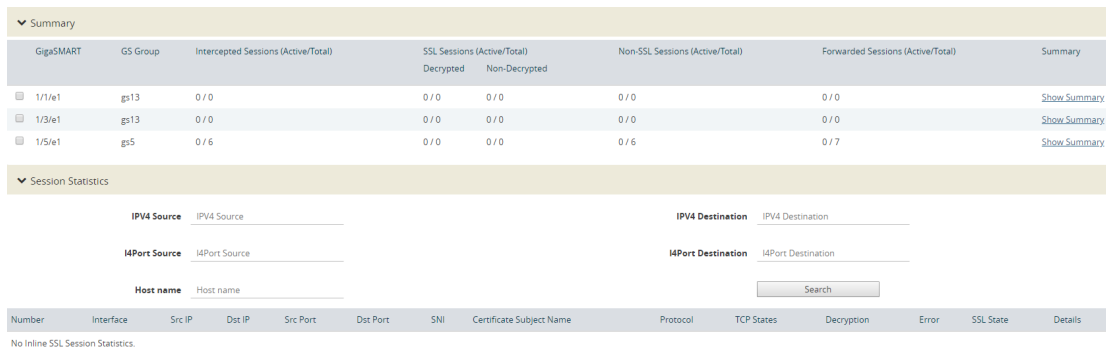 Summary
GigaSMART GS Group Intercepted Sessions (Active/Total) SSL Sessions (Active/Total) Non-SSL Sessions (Active/Total) Forwarded Sessions (Active/Total) Summary
Decrypted Non-Decrypted
1/1/e1 gs13 0 / 0 0 / 0 0 / 0 0 / 0 0 / 0 Show Summary
1/3/e1 gs13 0 / 0 0 / 0 0 / 0 0 / 0 0 / 0 Show Summary
1/5/e1 gs5 0 / 6 0 / 0 0 / 0 0 / 6 0 / 7 Show Summary
Session Statistics
IPV4 Source IPV4 Source IPV4 Destination IPV4 Destination
l4Port Source l4Port Source l4Port Destination l4Port Destination
Host name Host name Search
Number Interface Src IP Dst IP Src Port Dst Port SNI Certificate Subject Name Protocol TCP States Decryption Error SSL State Details
No Inline SSL Session Statistics.